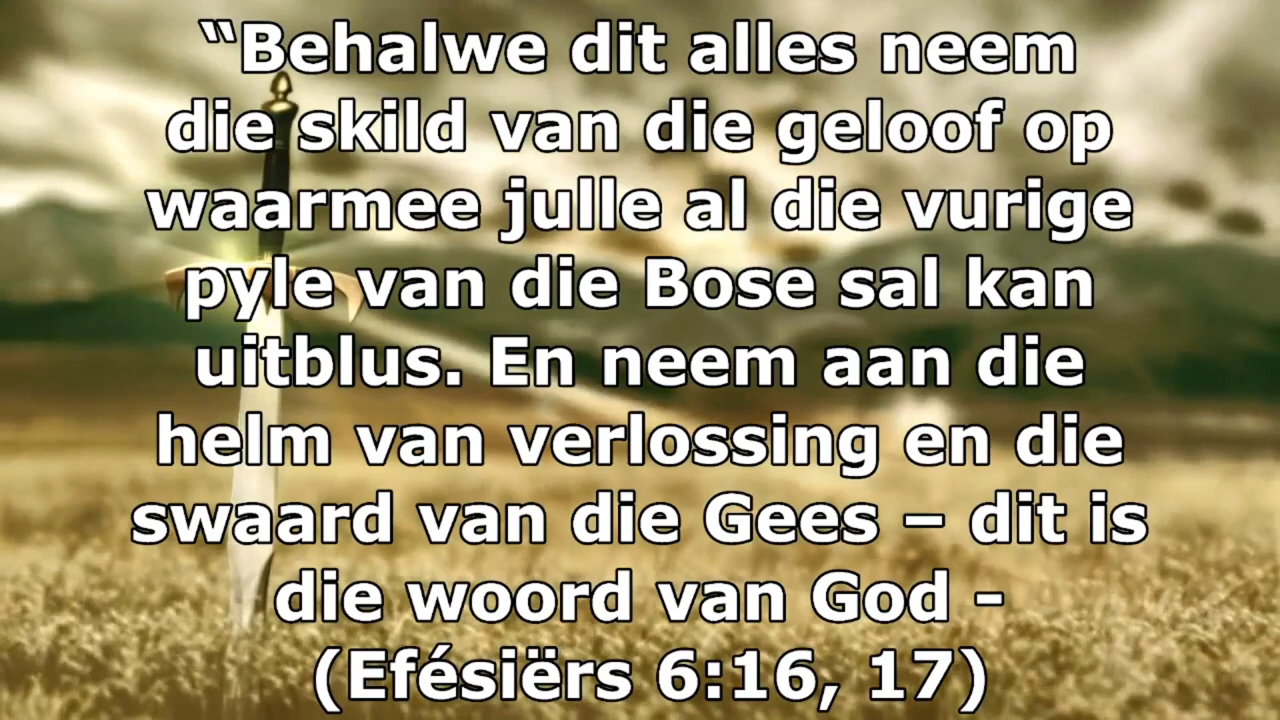 “Behalwe dit alles neem
die skild van die geloof op
waarmee julle al die vurige
pyle van die Bose sal kan
uitblus. En neem aan die
helm van verlossing en die
swaard van die Gees – dit is
die woord van God -
(Efésiërs 6:16, 17)